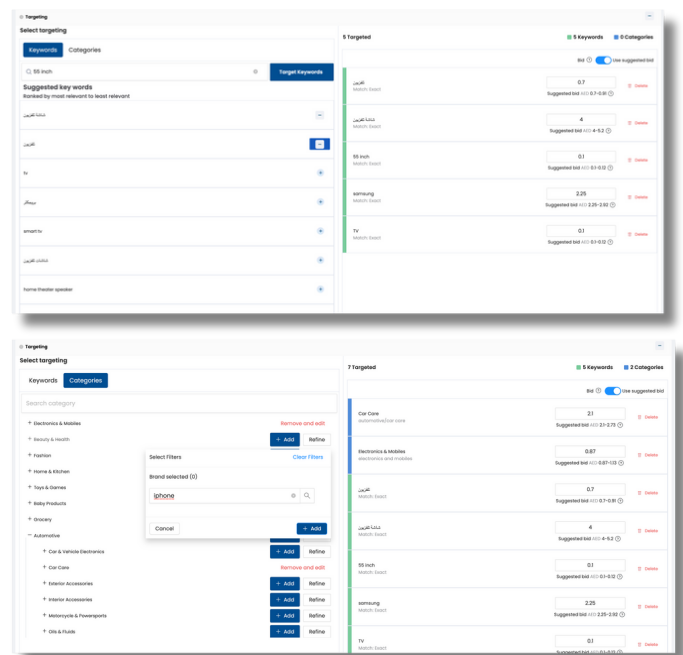 Targeting
Select targeting
Keywords Categories
55 inch
Target Keywords
Suggested key words
Ranked by most relevant to least relevant
شاشة تلفزيون
تلفزيون
tv
سبيكر
smart tv
شاشات تلفزيون
home theater speaker
5 Targeted
5 Keywords 0 Categories
Bid Use suggested bid
تلفزيون
Match: Exact
0.7
Suggested bid AED 0.7-0.91
Delete
شاشة تلفزيون
Match: Exact
4
Suggested bid AED 4-5.2
Delete
55 inch
Match: Exact
0.1
Suggested bid AED 0.1-0.12
Delete
samsung
Match: Exact
2.25
Suggested bid AED 2.25-2.92
Delete
TV
Match: Exact
0.1
Suggested bid AED 0.1-0.12
Delete
Targeting
Select targeting
Keywords Categories
Search category
+ Electronics & Mobiles Remove and edit
+ Beauty & Health + Add Refine
+ Fashion
+ Home & Kitchen
+ Toys & Games
+ Baby Products
+ Grocery
− Automotive
+ Car & Vehicle Electronics + Add Refine
+ Car Care Remove and edit
+ Exterior Accessories + Add Refine
+ Interior Accessories + Add Refine
+ Motorcycle & Powersports + Add Refine
+ Oils & Fluids + Add Refine
Select Filters Clear Filters
Brand selected (0)
iphone
Cancel + Add
7 Targeted
5 Keywords 2 Categories
Bid Use suggested bid
Car Care
automotive/car care
2.1
Suggested bid AED 2.1-2.73
Delete
Electronics & Mobiles
electronics and mobiles
0.87
Suggested bid AED 0.87-1.13
Delete
تلفزيون
Match: Exact
0.7
Suggested bid AED 0.7-0.91
Delete
شاشة تلفزيون
Match: Exact
4
Suggested bid AED 4-5.2
Delete
55 inch
Match: Exact
0.1
Suggested bid AED 0.1-0.12
Delete
samsung
Match: Exact
2.25
Suggested bid AED 2.25-2.92
Delete
TV
Match: Exact
0.1
Suggested bid AED 0.1-0.12
Delete